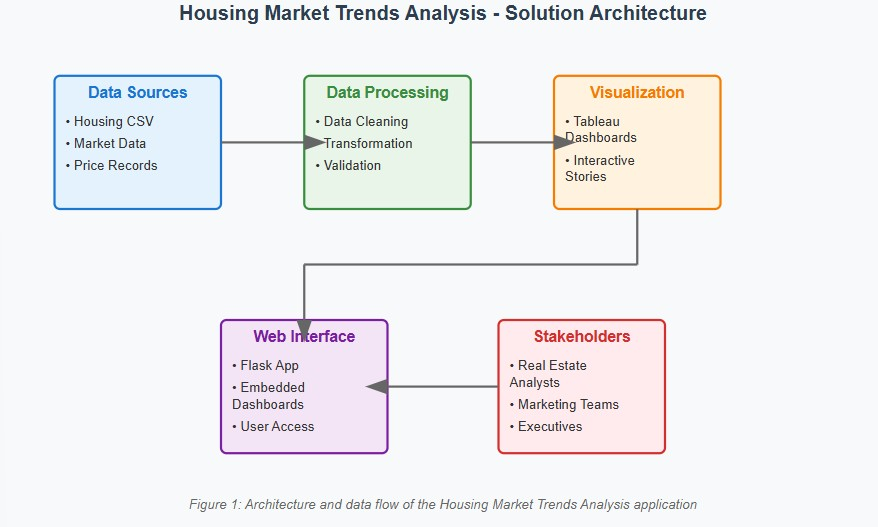 Housing Market Trends Analysis - Solution Architecture
Data Sources
• Housing CSV
• Market Data
• Price Records
Data Processing
• Data Cleaning
Transformation
• Validation
Visualization
• Tableau
Dashboards
• Interactive
Stories
Web Interface
• Flask App
• Embedded
Dashboards
• User Access
Stakeholders
• Real Estate
Analysts
• Marketing Teams
• Executives
Figure 1: Architecture and data flow of the Housing Market Trends Analysis application